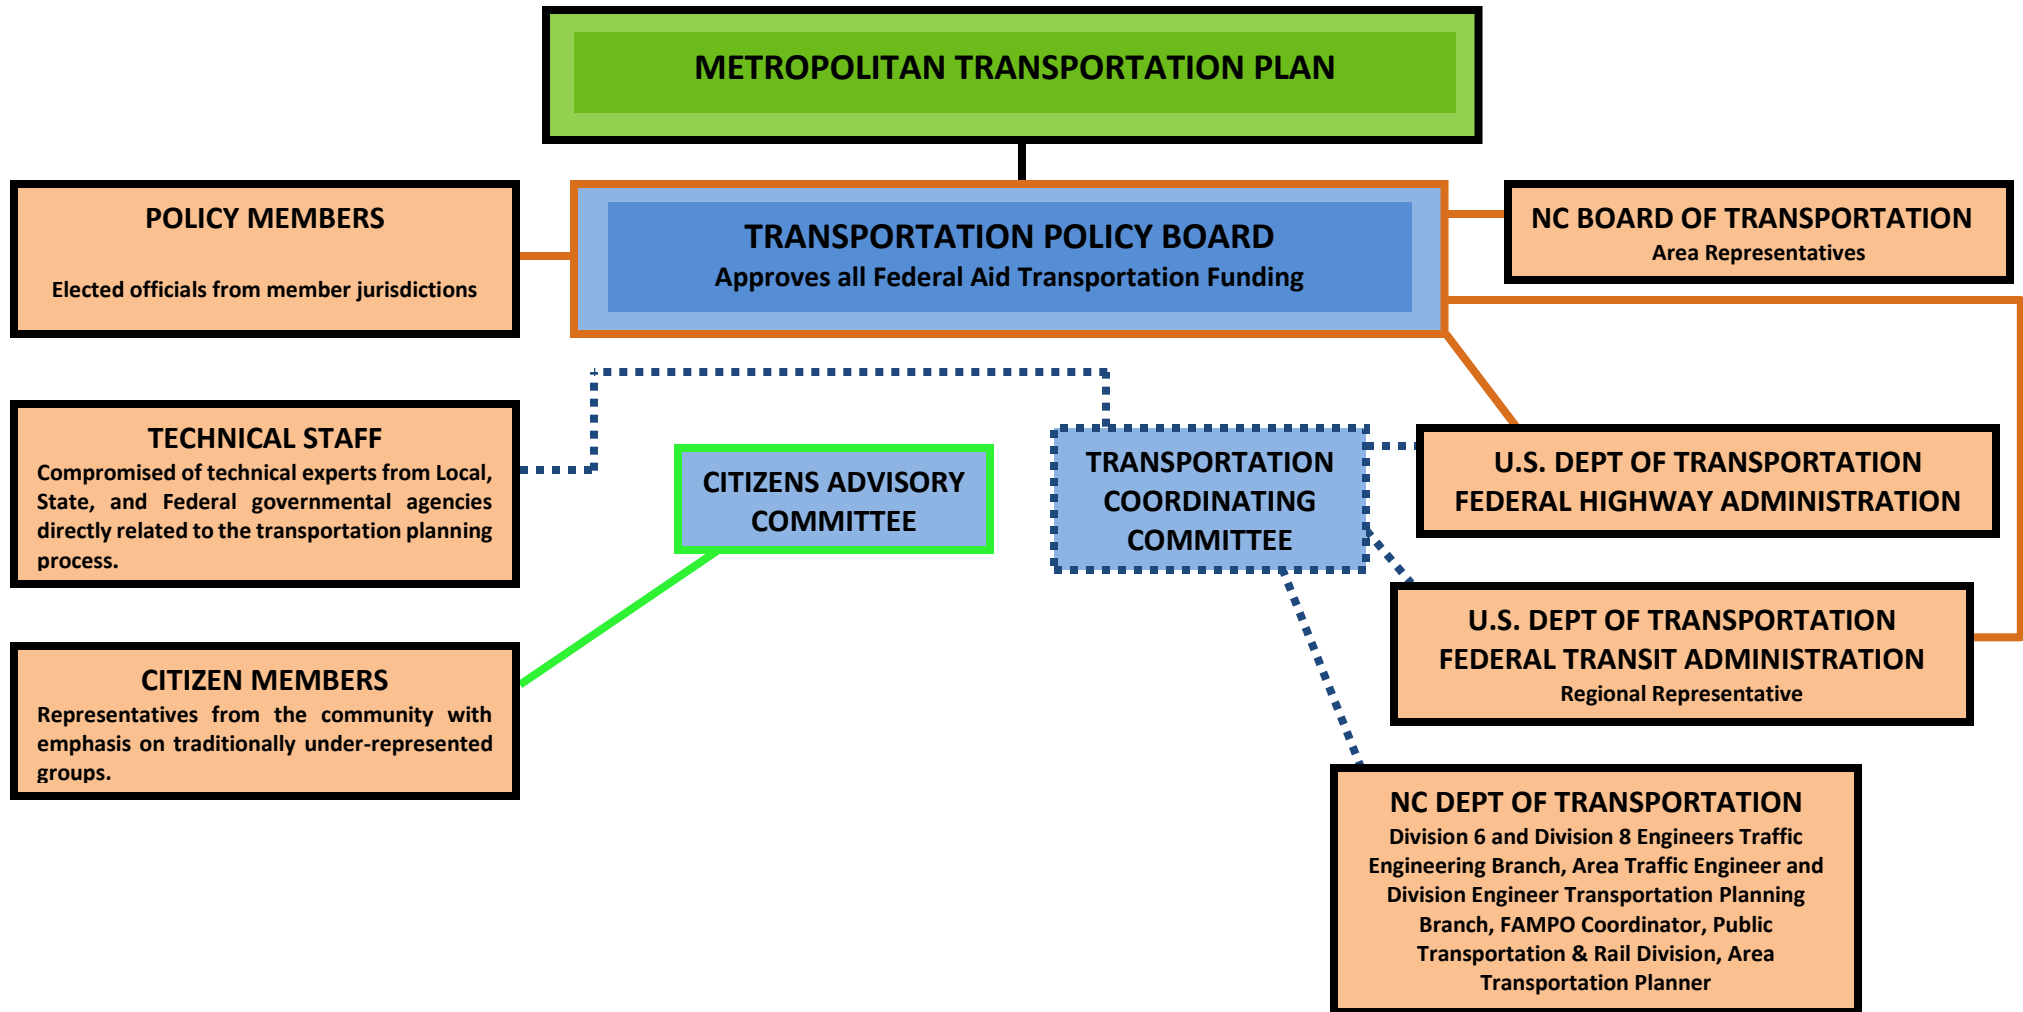 METROPOLITAN TRANSPORTATION PLAN
POLICY MEMBERS
Elected officials from member jurisdictions
TRANSPORTATION POLICY BOARD
Approves all Federal Aid Transportation Funding
NC BOARD OF TRANSPORTATION
Area Representatives
TECHNICAL STAFF
Compromised of technical experts from Local,
State, and Federal governmental agencies
directly related to the transportation planning
process.
CITIZENS ADVISORY
COMMITTEE
TRANSPORTATION
COORDINATING
COMMITTEE
U.S. DEPT OF TRANSPORTATION
FEDERAL HIGHWAY ADMINISTRATION
U.S. DEPT OF TRANSPORTATION
FEDERAL TRANSIT ADMINISTRATION
Regional Representative
CITIZEN MEMBERS
Representatives from the community with
emphasis on traditionally under-represented
groups.
NC DEPT OF TRANSPORTATION
Division 6 and Division 8 Engineers Traffic
Engineering Branch, Area Traffic Engineer and
Division Engineer Transportation Planning
Branch, FAMPO Coordinator, Public
Transportation & Rail Division, Area
Transportation Planner